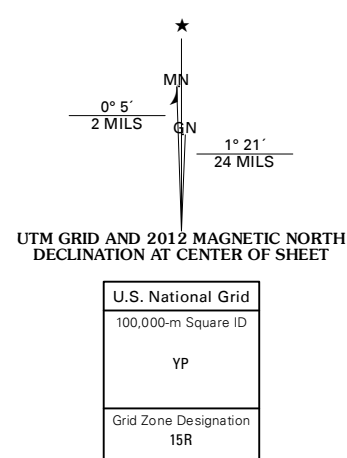 ★
MN
0° 5´
2 MILS
GN
1° 21´
24 MILS
UTM GRID AND 2012 MAGNETIC NORTH
DECLINATION AT CENTER OF SHEET
U.S. National Grid
100,000-m Square ID
YP
Grid Zone Designation
15R